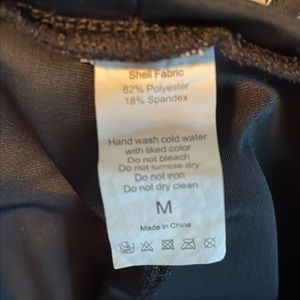 Shell Fabric
82% Polyester
18% Spandex
Hand wash cold water
with liked color
Do not bleach
Do not tumble dry
Do not iron
Do not dry clean
M
Made in China